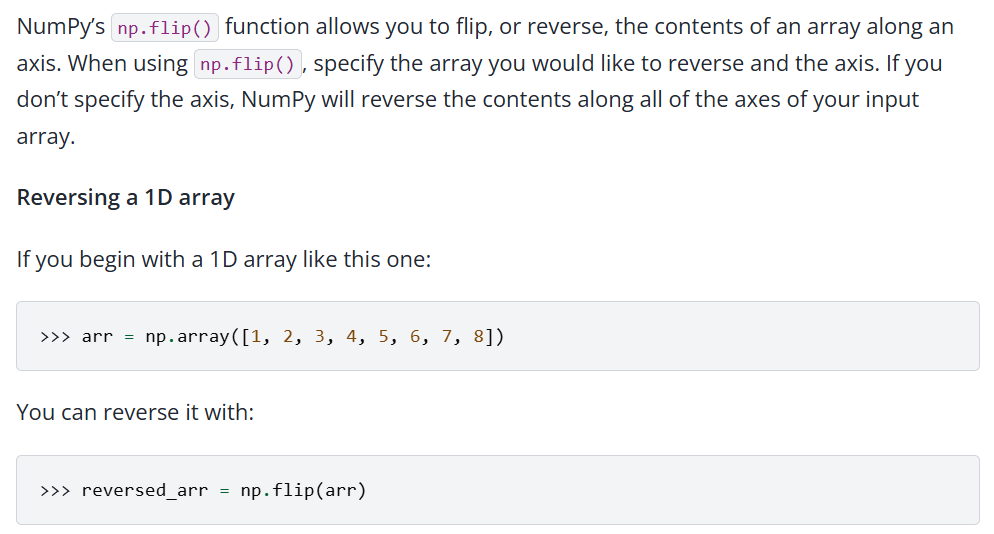 NumPy’s np.flip() function allows you to flip, or reverse, the contents of an array along an
axis. When using np.flip(), specify the array you would like to reverse and the axis. If you
don’t specify the axis, NumPy will reverse the contents along all of the axes of your input
array.
Reversing a 1D array
If you begin with a 1D array like this one:
>>> arr = np.array([1, 2, 3, 4, 5, 6, 7, 8])
You can reverse it with:
>>> reversed_arr = np.flip(arr)